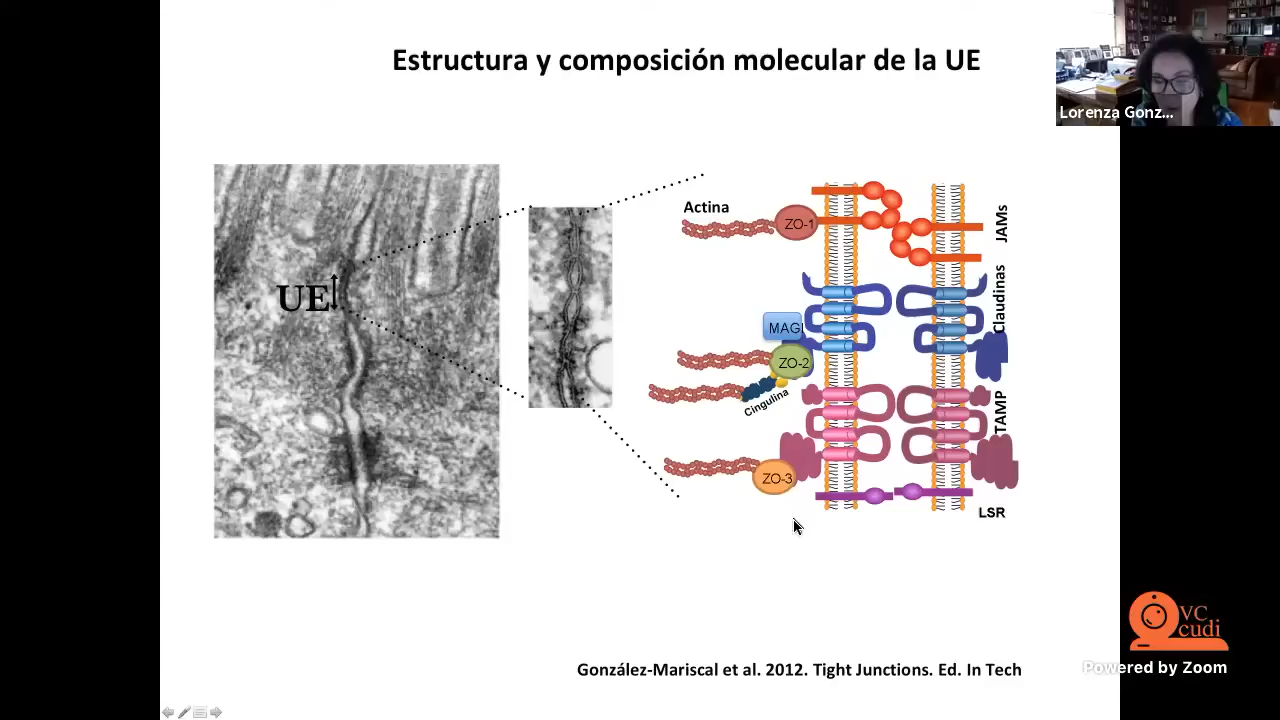 Estructura y composición molecular de la UE
Lorenza Gonz...
UE
Actina
ZO-1
JAMs
Claudinas
MAGI
ZO-2
Cingulina
TAMP
ZO-3
LSR
VC
cudi
Powered by Zoom
González-Mariscal et al. 2012. Tight Junctions. Ed. In Tech